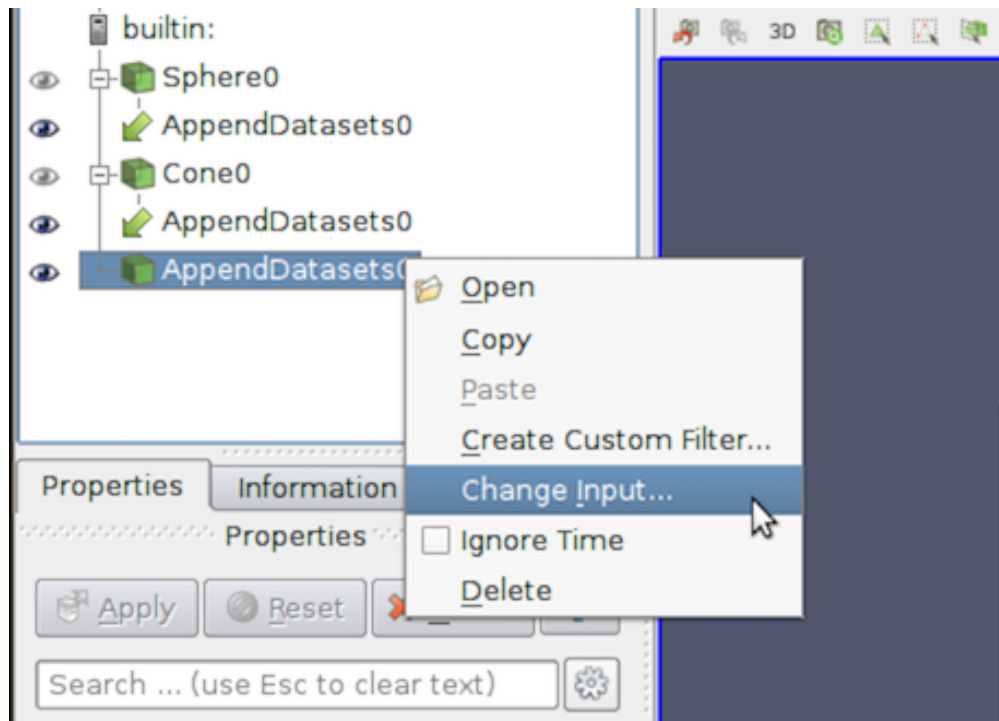 builtin:
3D
Sphere0
AppendDatasets0
Cone0
AppendDatasets0
AppendDatasets0
Open
Copy
Paste
Create Custom Filter...
Change Input...
Ignore Time
Delete
Properties
Information
Properties
Apply
Reset
Search ... (use Esc to clear text)